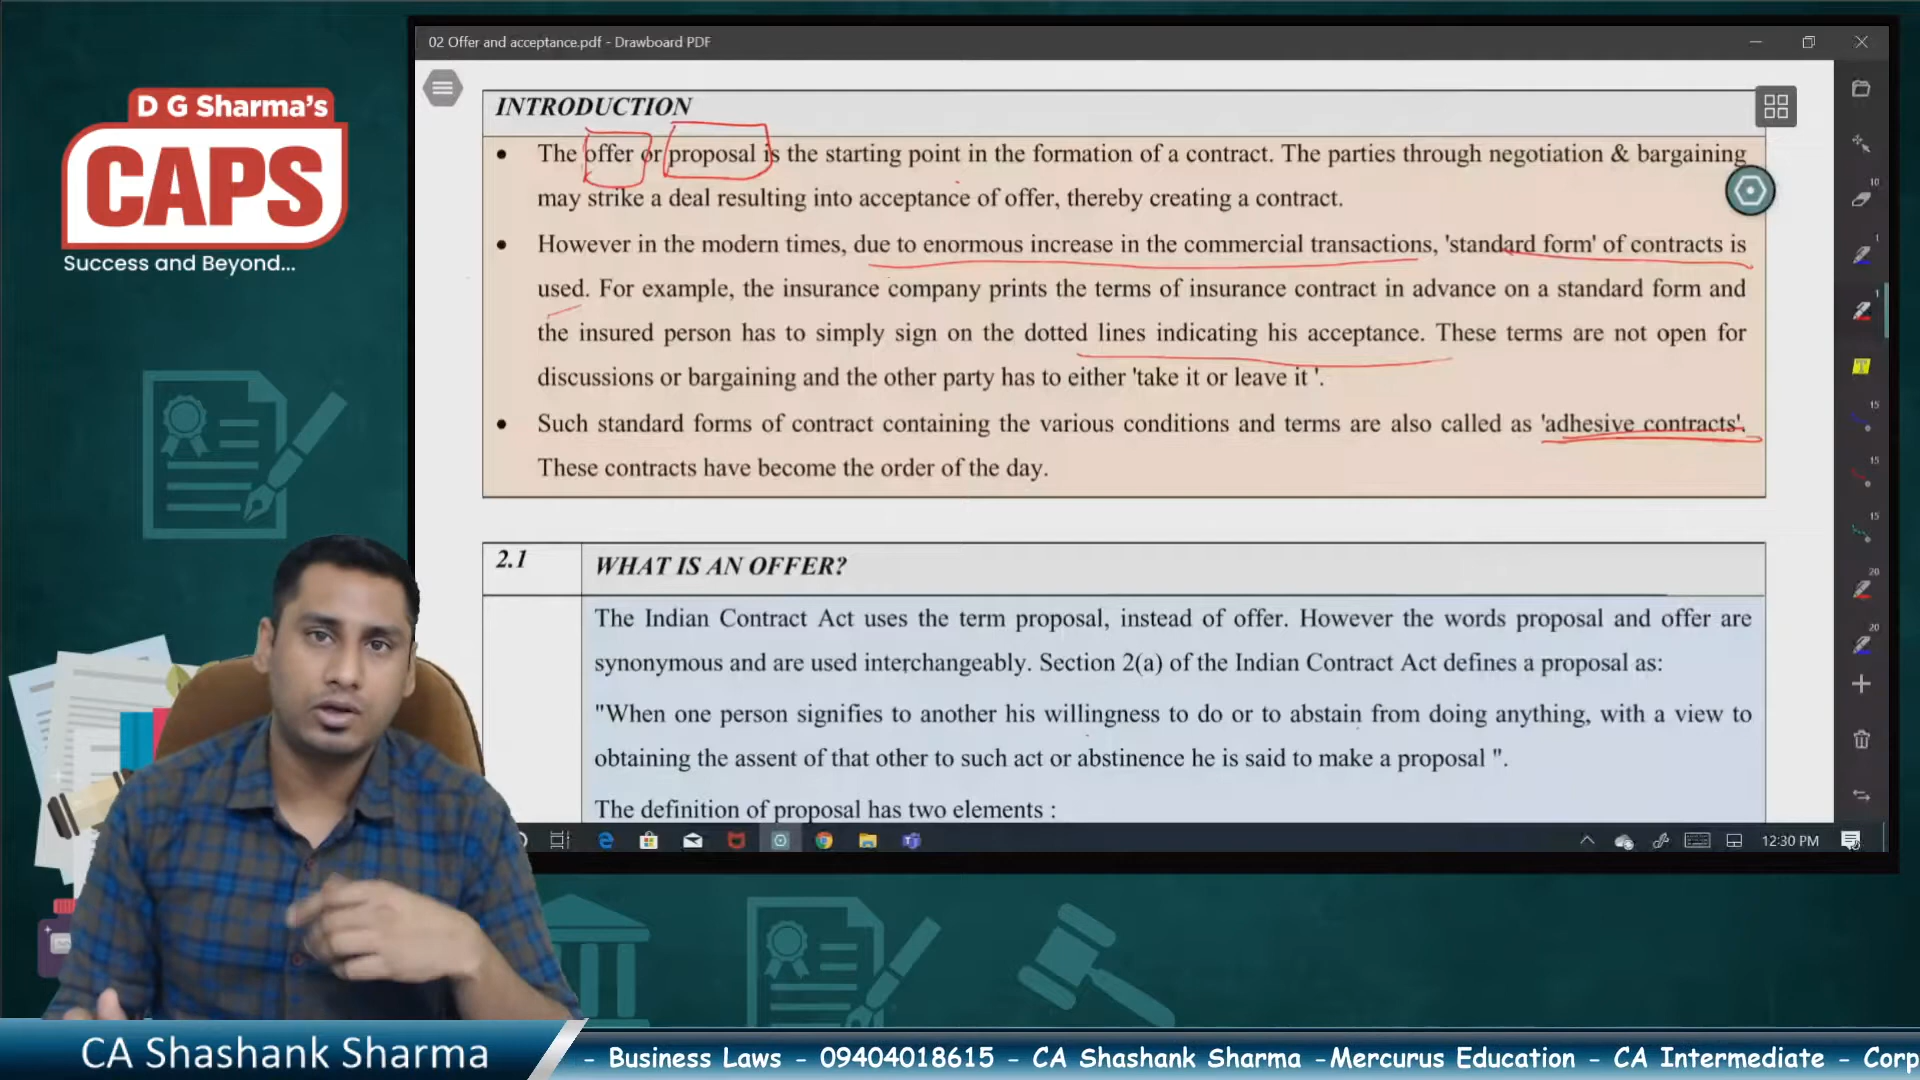 02 Offer and acceptance.pdf - Drawboard PDF
D G Sharma's
CAPS
Success and Beyond...
INTRODUCTION
• The offer or proposal is the starting point in the formation of a contract. The parties through negotiation & bargaining
may strike a deal resulting into acceptance of offer, thereby creating a contract.
• However in the modern times, due to enormous increase in the commercial transactions, 'standard form' of contracts is
used. For example, the insurance company prints the terms of insurance contract in advance on a standard form and
the insured person has to simply sign on the dotted lines indicating his acceptance. These terms are not open for
discussions or bargaining and the other party has to either 'take it or leave it '.
• Such standard forms of contract containing the various conditions and terms are also called as 'adhesive contracts'.
These contracts have become the order of the day.
2.1 WHAT IS AN OFFER?
The Indian Contract Act uses the term proposal, instead of offer. However the words proposal and offer are
synonymous and are used interchangeably. Section 2(a) of the Indian Contract Act defines a proposal as:
"When one person signifies to another his willingness to do or to abstain from doing anything, with a view to
obtaining the assent of that other to such act or abstinence he is said to make a proposal ".
The definition of proposal has two elements :
10
1
1
15
15
15
20
20
12:30 PM
CA Shashank Sharma
- Business Laws - 09404018615 - CA Shashank Sharma -Mercurus Education - CA Intermediate - Corp